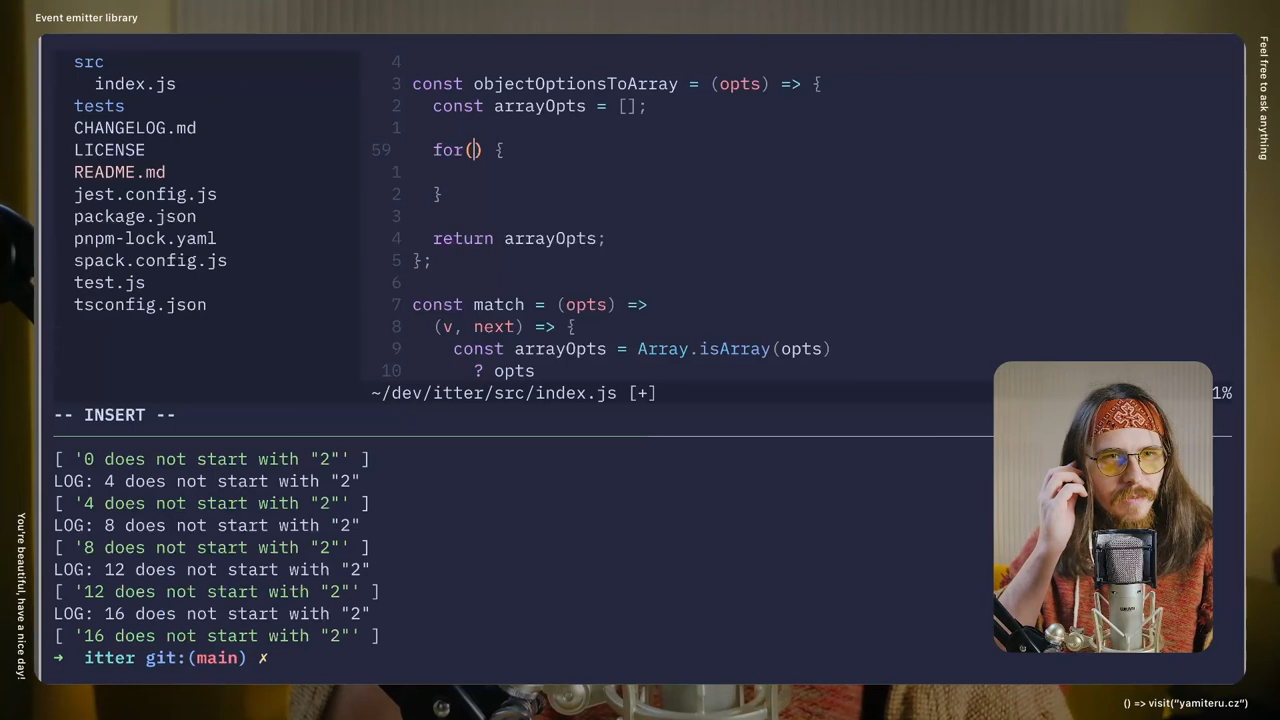 Event emitter library
Feel free to ask anything
src
index.js
tests
CHANGELOG.md
LICENSE
README.md
jest.config.js
package.json
pnpm-lock.yaml
spack.config.js
test.js
tsconfig.json
4
3 const objectOptionsToArray = (opts) => {
2 const arrayOpts = [];
1
59 for() {
1
2 }
3
4 return arrayOpts;
5 };
6
7 const match = (opts) =>
8 (v, next) => {
9 const arrayOpts = Array.isArray(opts)
10 ? opts
~/dev/itter/src/index.js [+] 1%
-- INSERT --
[ '0 does not start with "2"' ]
LOG: 4 does not start with "2"
[ '4 does not start with "2"' ]
LOG: 8 does not start with "2"
[ '8 does not start with "2"' ]
LOG: 12 does not start with "2"
[ '12 does not start with "2"' ]
LOG: 16 does not start with "2"
[ '16 does not start with "2"' ]
➜ itter git:(main) ✗
You're beautiful, have a nice day!
() => visit("yamiteru.cz")